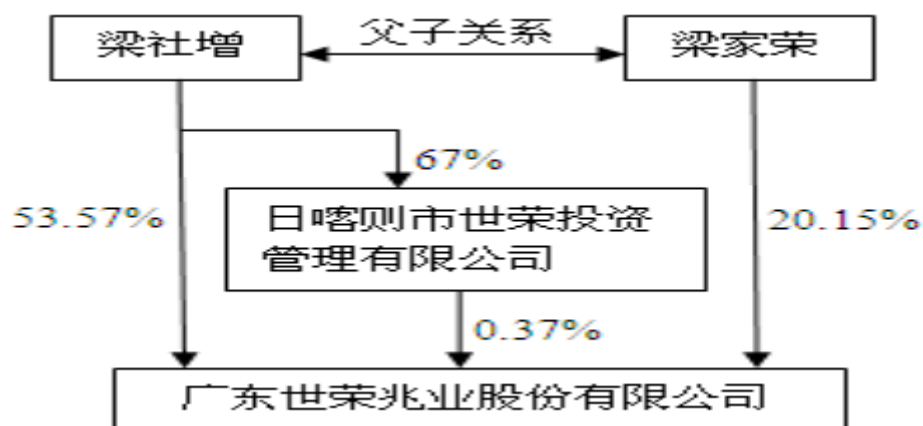 梁社增
父子关系
梁家荣
67%
53.57%
日喀则市世荣投资
管理有限公司
20.15%
0.37%
广东世荣兆业股份有限公司